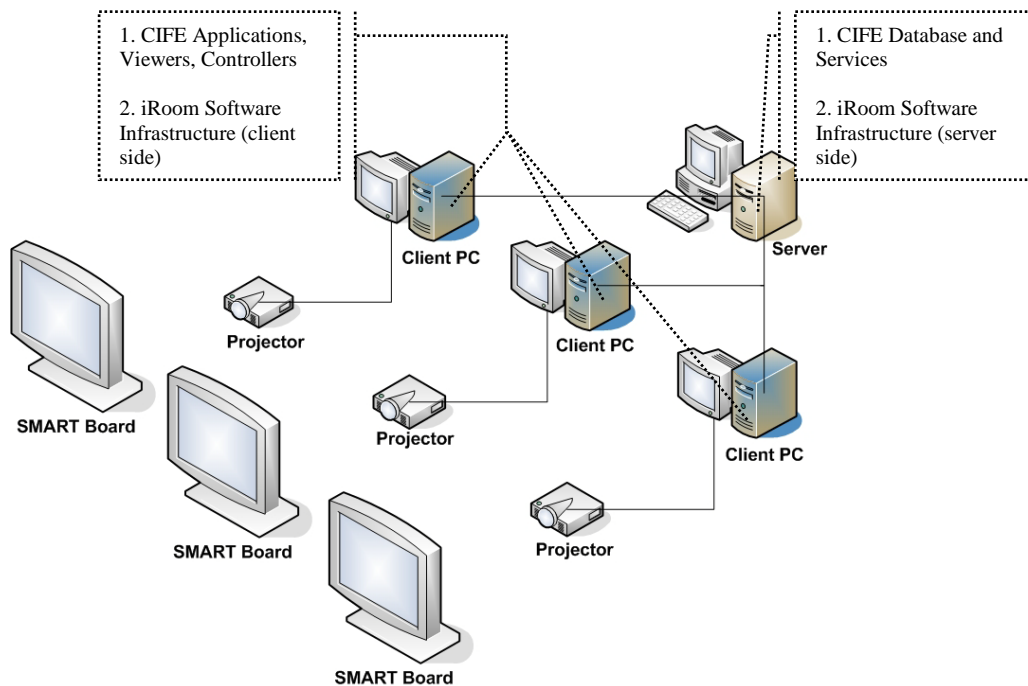 1. CIFE Applications,
Viewers, Controllers
2. iRoom Software
Infrastructure (client
side)
1. CIFE Database and
Services
2. iRoom Software
Infrastructure (server
side)
Client PC
Server
Projector
Client PC
SMART Board
Projector
Client PC
SMART Board
Projector
SMART Board